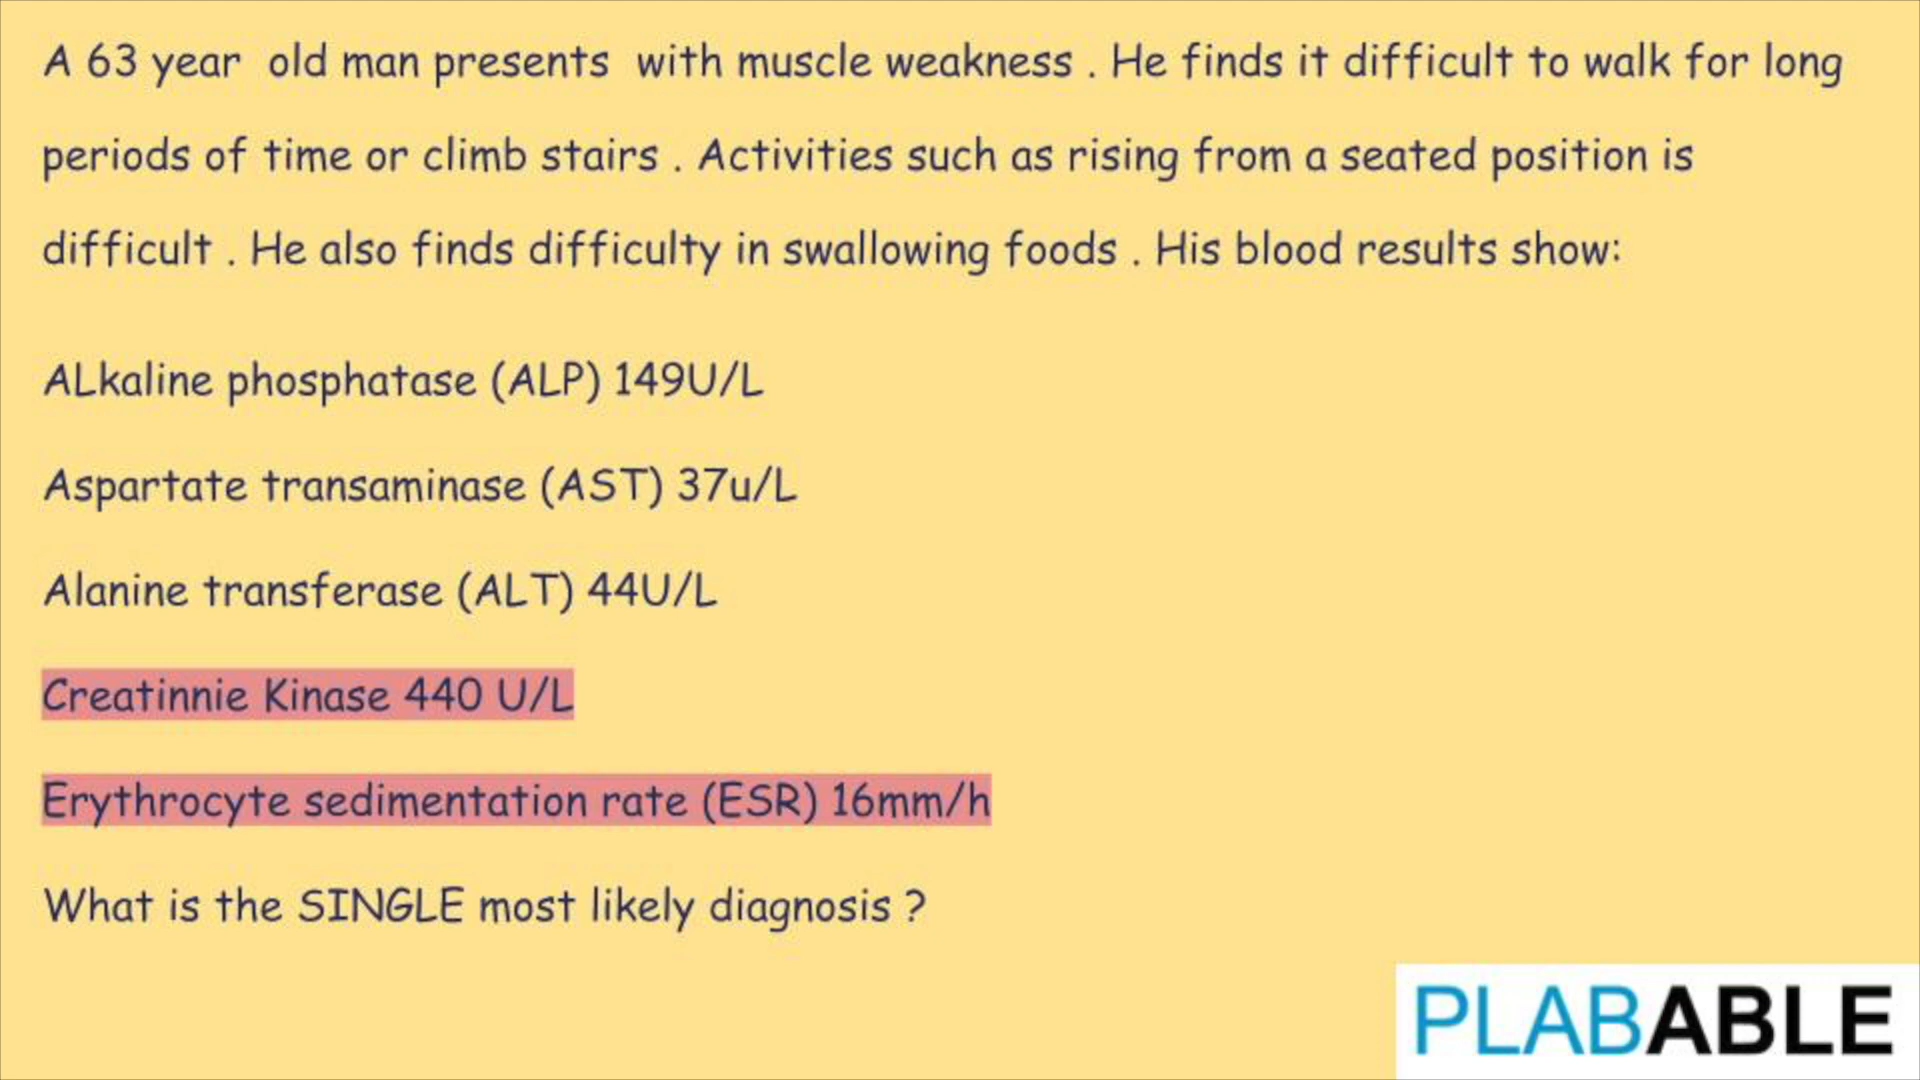 A 63 year old man presents with muscle weakness . He finds it difficult to walk for long
periods of time or climb stairs . Activities such as rising from a seated position is
difficult . He also finds difficulty in swallowing foods . His blood results show:
ALkaline phosphatase (ALP) 149U/L
Aspartate transaminase (AST) 37u/L
Alanine transferase (ALT) 44U/L
Creatinnie Kinase 440 U/L
Erythrocyte sedimentation rate (ESR) 16mm/h
What is the SINGLE most likely diagnosis ?
PLABABLE